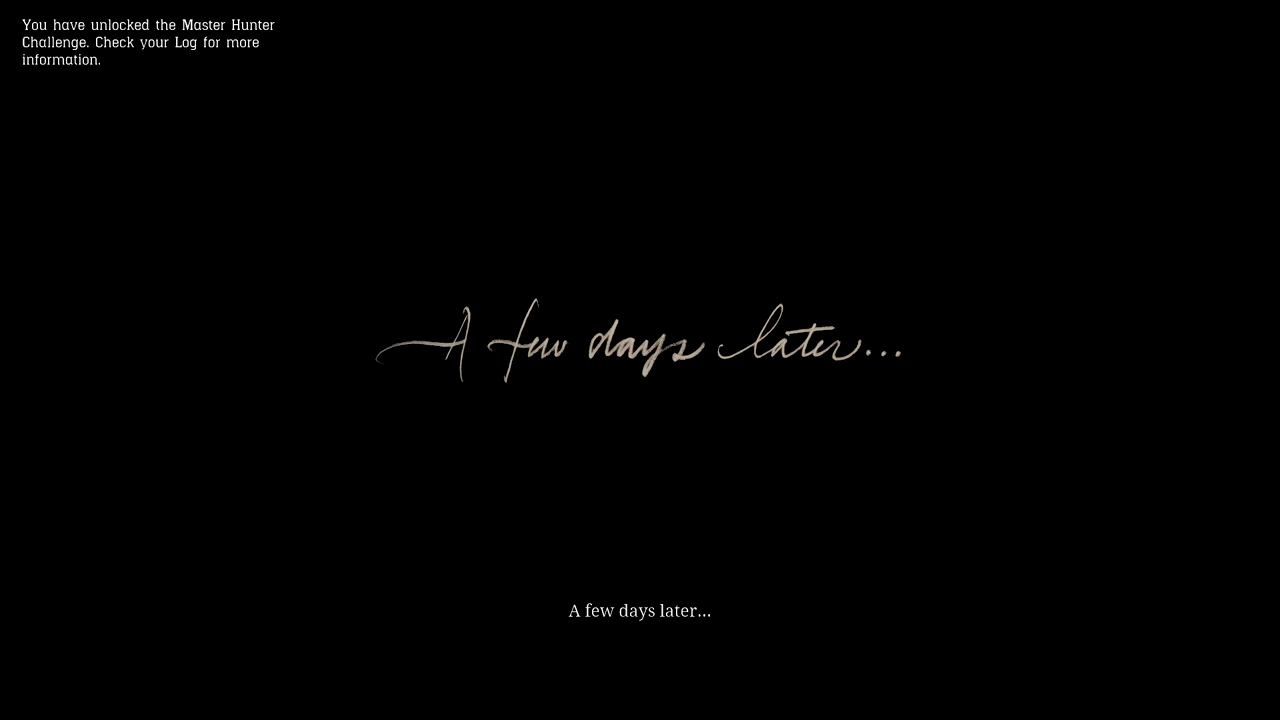 You have unlocked the Master Hunter
Challenge. Check your Log for more
information.
A few days later...
A few days later...